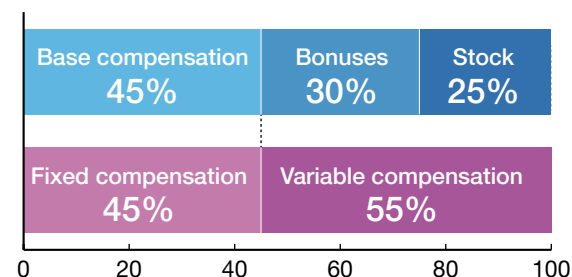 Base compensation Bonuses Stock
45% 30% 25%
Fixed compensation Variable compensation
45% 55%
0 20 40 60 80 100